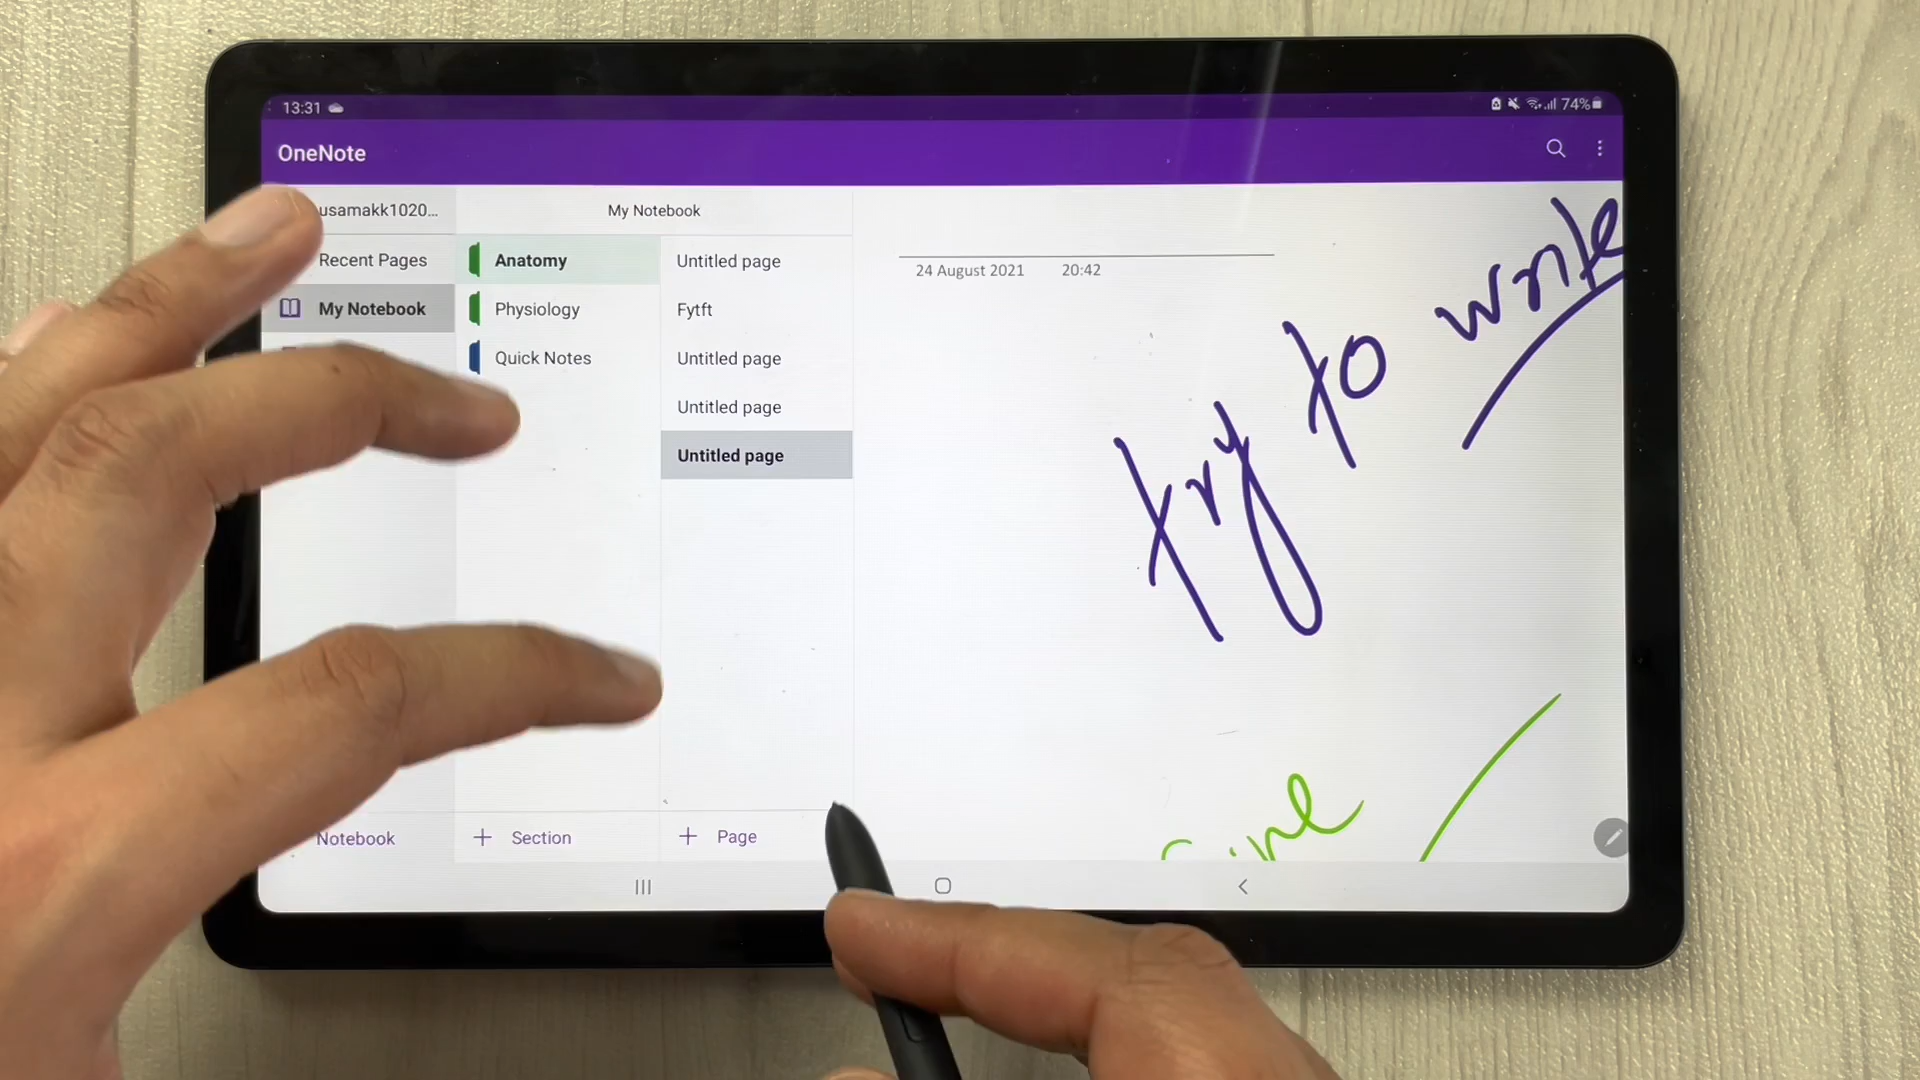 13:31
74%
OneNote
usamakk1020...
My Notebook
Recent Pages
Anatomy
Untitled page
24 August 2021 20:42
My Notebook
Physiology
Fytft
Quick Notes
Untitled page
Untitled page
Untitled page
try to write
Notebook
+ Section
+ Page